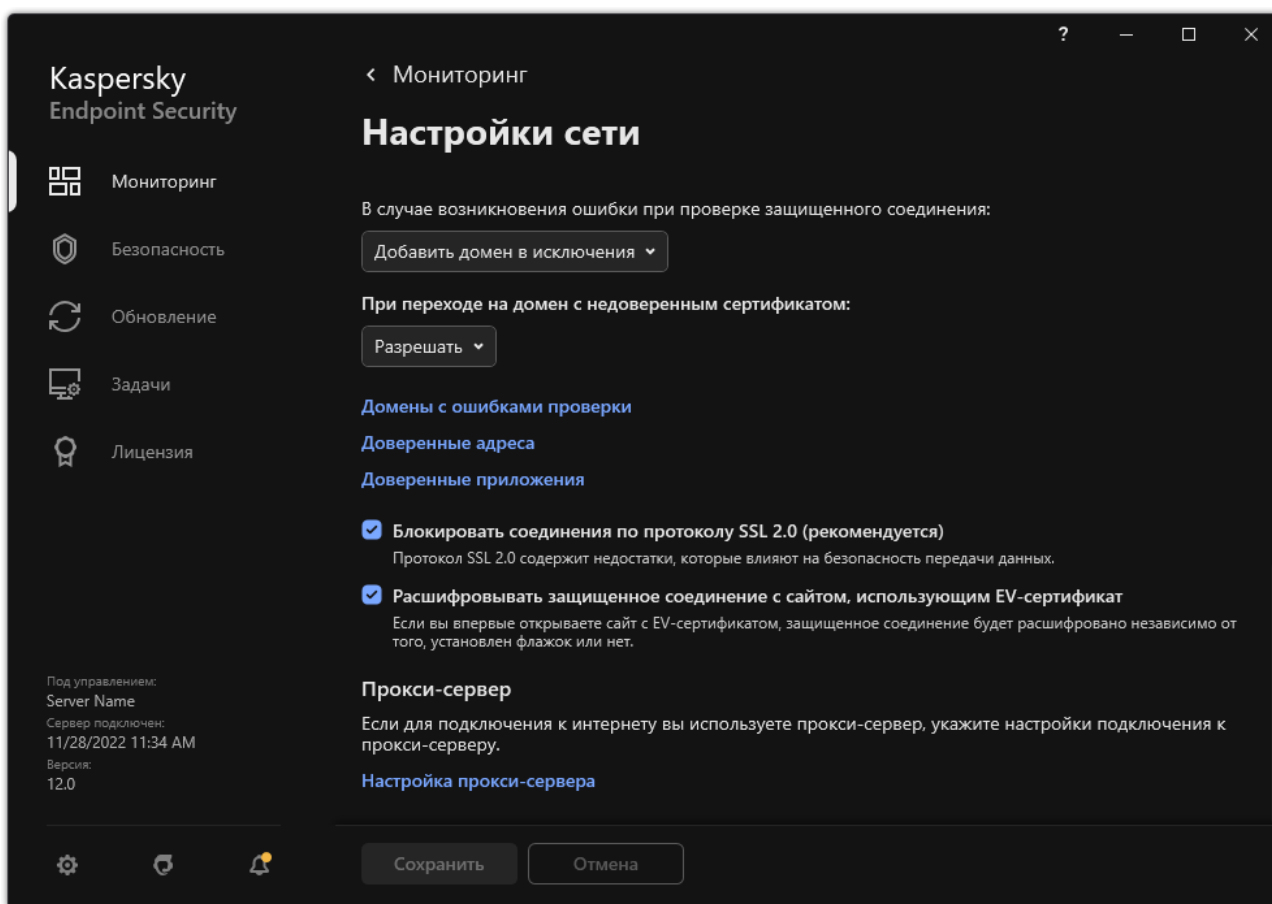 ?
Kaspersky
Endpoint Security
Мониторинг
Безопасность
Обновление
Задачи
Лицензия
Под управлением:
Server Name
Сервер подключен:
11/28/2022 11:34 AM
Версия:
12.0
Мониторинг
Настройки сети
В случае возникновения ошибки при проверке защищенного соединения:
Добавить домен в исключения
При переходе на домен с недоверенным сертификатом:
Разрешать
Домены с ошибками проверки
Доверенные адреса
Доверенные приложения
Блокировать соединения по протоколу SSL 2.0 (рекомендуется)
Протокол SSL 2.0 содержит недостатки, которые влияют на безопасность передачи данных.
Расшифровывать защищенное соединение с сайтом, использующим EV-сертификат
Если вы впервые открываете сайт с EV-сертификатом, защищенное соединение будет расшифровано независимо от
того, установлен флажок или нет.
Прокси-сервер
Если для подключения к интернету вы используете прокси-сервер, укажите настройки подключения к
прокси-серверу.
Настройка прокси-сервера
Сохранить
Отмена